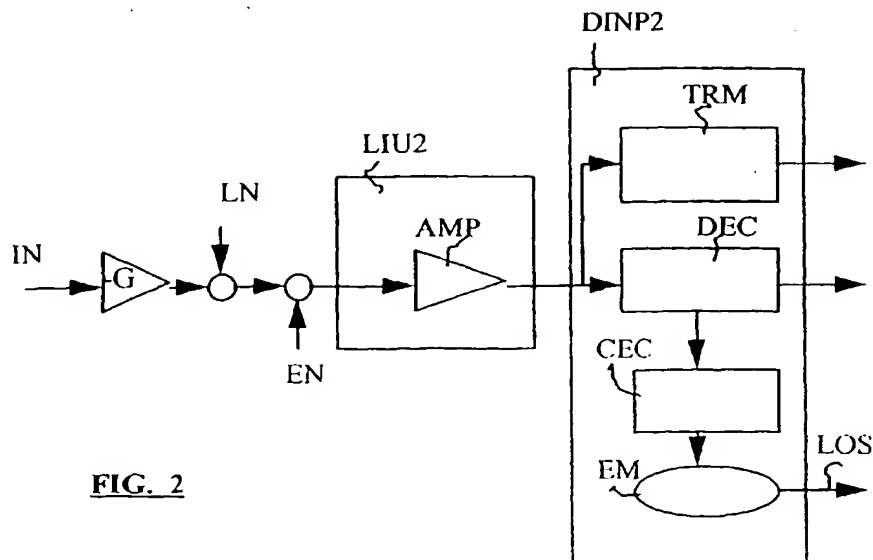 DINP2
TRM
LIU2
LN
AMP
DEC
IN
G
EN
CEC
LOS
EM
FIG. 2